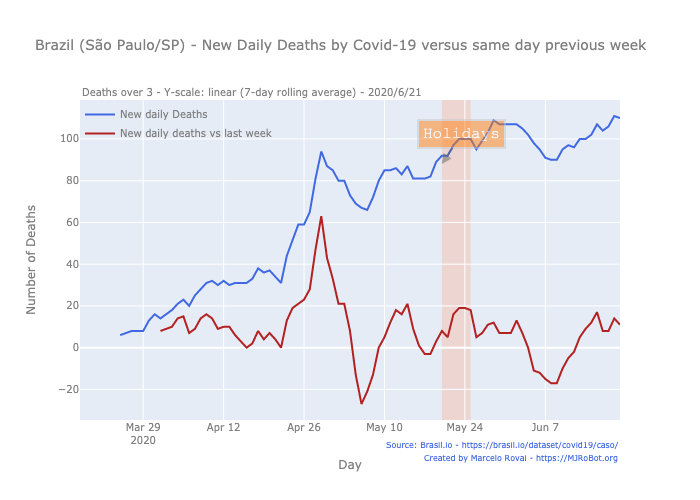 Brazil (São Paulo/SP) - New Daily Deaths by Covid-19 versus same day previous week
Deaths over 3 - Y-scale: linear (7-day rolling average) - 2020/6/21
New daily Deaths
New daily deaths vs last week
Holidays
100
80
60
40
20
0
−20
Number of Deaths
Mar 29
2020
Apr 12
Apr 26
May 10
May 24
Jun 7
Day
Source: Brasil.io - https://brasil.io/dataset/covid19/caso/
Created by Marcelo Rovai - https://MJRoBot.org